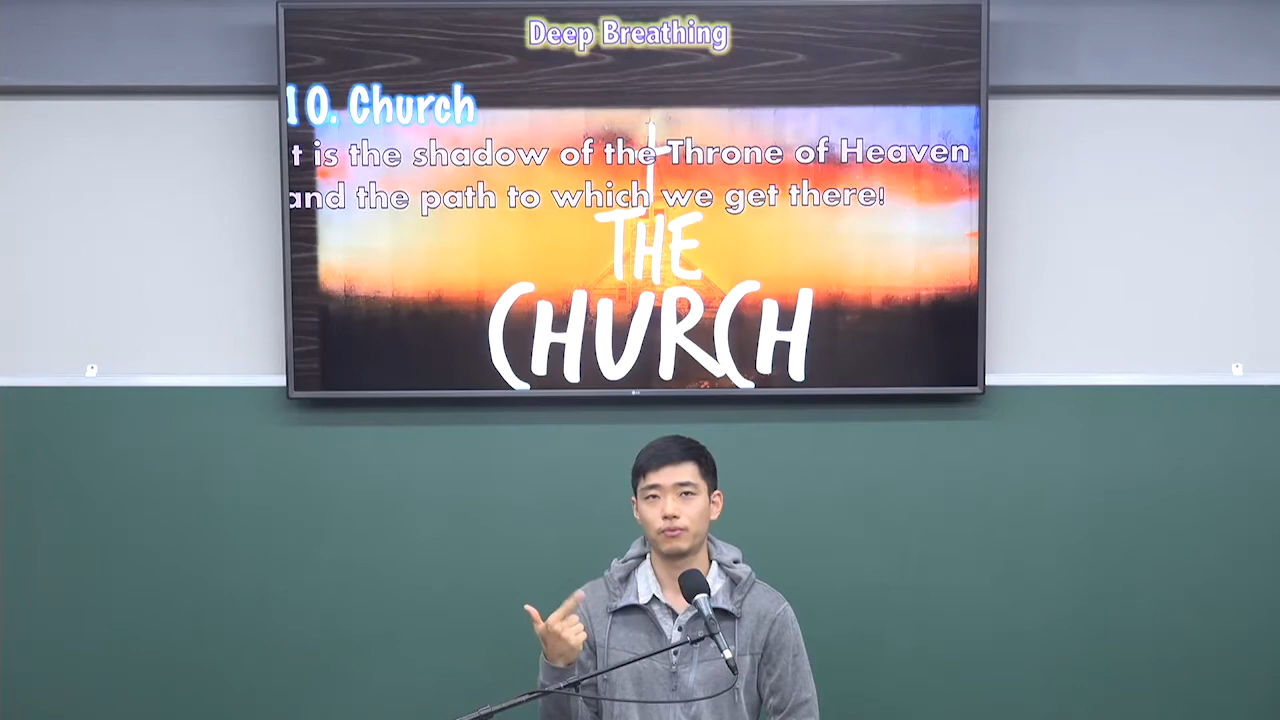 Deep Breathing
10. Church
t is the shadow of the Throne of Heaven
and the path to which we get there!
THE
CHURCH